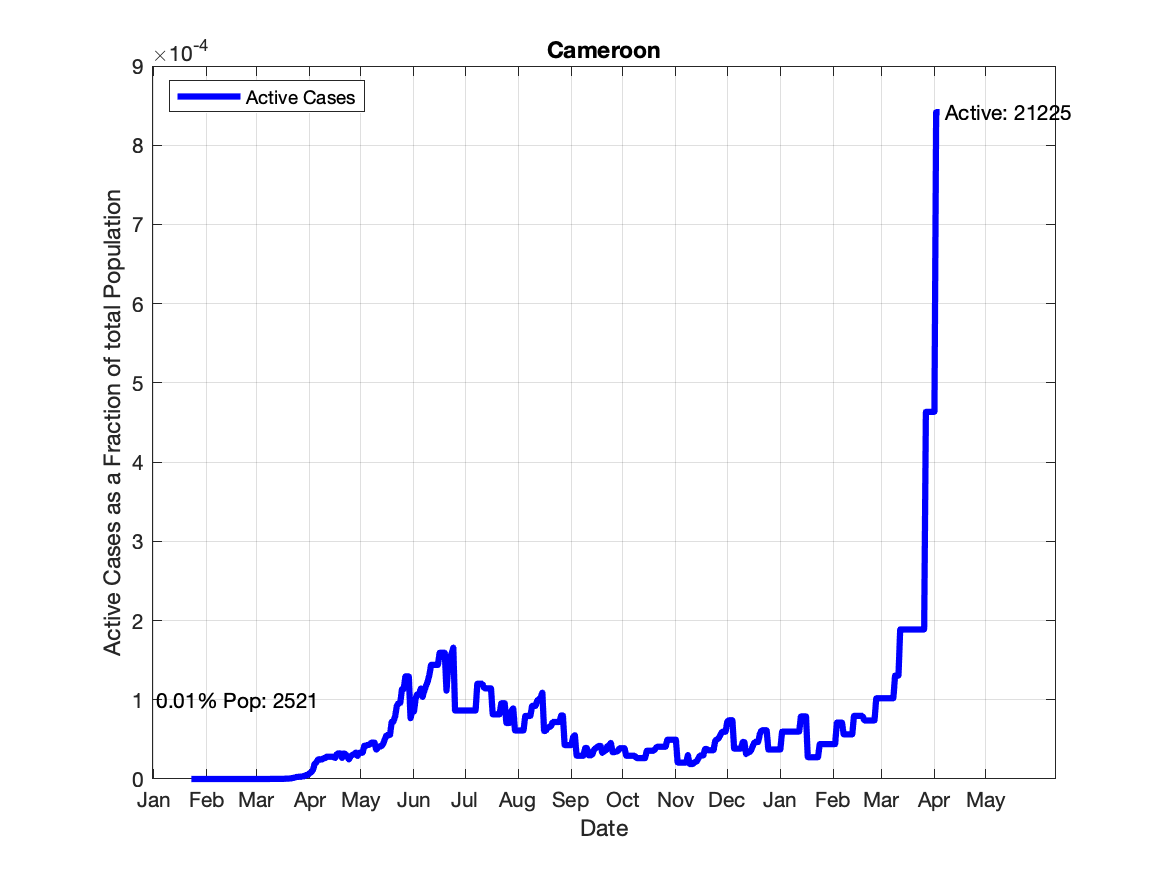 Cameroon
×10-4
Active Cases
Active: 21225
0.01% Pop: 2521
9
8
7
6
5
4
3
2
1
0
Active Cases as a Fraction of total Population
Jan Feb Mar Apr May Jun Jul Aug Sep Oct Nov Dec Jan Feb Mar Apr May
Date